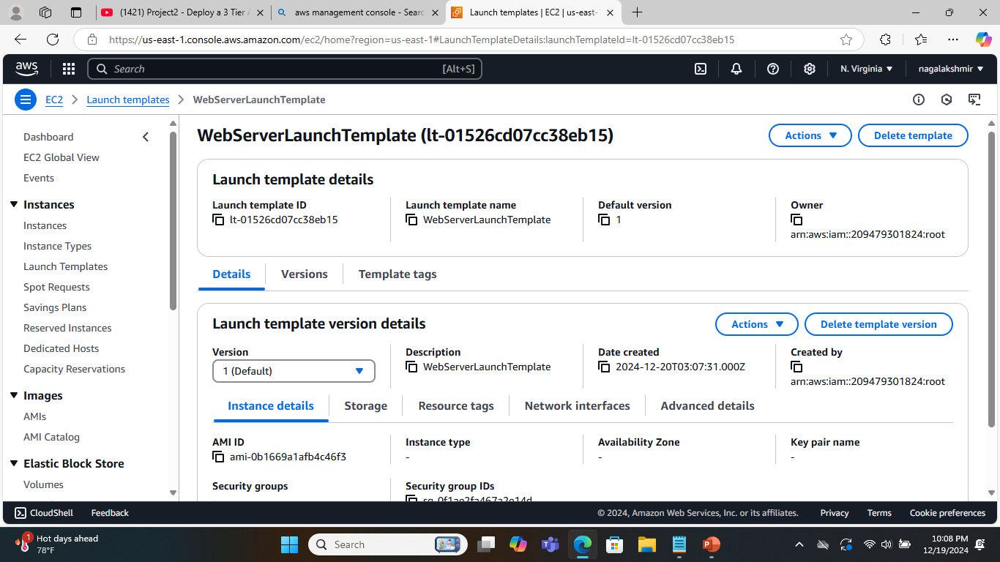 (1421) Project2 - Deploy a 3 Tier
aws management console - Searc
Launch templates | EC2 | us-east-
https://us-east-1.console.aws.amazon.com/ec2/home?region=us-east-1#LaunchTemplateDetails:launchTemplateId=lt-01526cd07cc38eb15
aws Search [Alt+S] N. Virginia nagalakshmir
EC2 Launch templates WebServerLaunchTemplate
Dashboard
EC2 Global View
Events
Instances
Instances
Instance Types
Launch Templates
Spot Requests
Savings Plans
Reserved Instances
Dedicated Hosts
Capacity Reservations
Images
AMIs
AMI Catalog
Elastic Block Store
Volumes
WebServerLaunchTemplate (lt-01526cd07cc38eb15)
Actions
Delete template
Launch template details
Launch template ID
lt-01526cd07cc38eb15
Launch template name
WebServerLaunchTemplate
Default version
1
Owner
arn:aws:iam::209479301824:root
Details Versions Template tags
Launch template version details
Actions
Delete template version
Version
1 (Default)
Description
WebServerLaunchTemplate
Date created
2024-12-20T03:07:31.000Z
Created by
arn:aws:iam::209479301824:root
Instance details Storage Resource tags Network interfaces Advanced details
AMI ID
ami-0b1669a1afb4c46f3
Instance type
-
Availability Zone
-
Key pair name
-
Security groups
Security group IDs
CloudShell Feedback © 2024, Amazon Web Services, Inc. or its affiliates. Privacy Terms Cookie preferences
1
Hot days ahead
78°F
Search
10:08 PM
12/19/2024